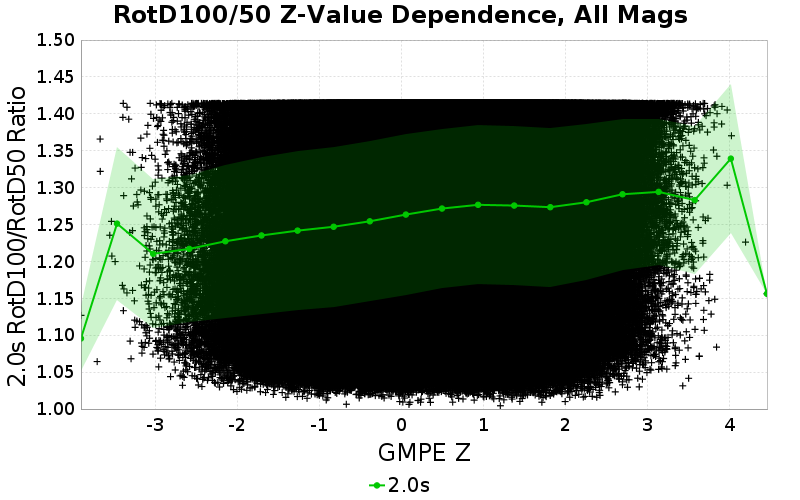 RotD100/50 Z-Value Dependence, All Mags
2.0s RotD100/RotD50 Ratio
1.50
1.45
1.40
1.35
1.30
1.25
1.20
1.15
1.10
1.05
1.00
-3 -2 -1 0 1 2 3 4
GMPE Z
2.0s